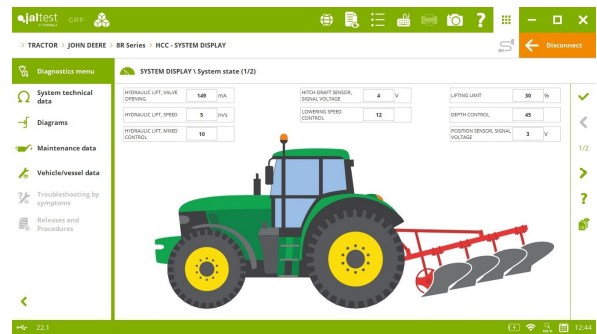 jaltest GRP ?
> TRACTOR > JOHN DEERE > 8R Series > HCC - SYSTEM DISPLAY
Disconnect
Diagnostics menu
SYSTEM DISPLAY \ System state (1/2)
System technical data
Diagrams
Maintenance data
Vehicle/vessel data
Troubleshooting by symptoms
Releases and Procedures
HYDRAULIC LIFT, VALVE OPENING 149 mA
HITCH DRAFT SENSOR, SIGNAL VOLTAGE 4 V
LIFTING LIMIT 30 %
HYDRAULIC LIFT, SPEED 5 in/s
LOWERING SPEED CONTROL 12
DEPTH CONTROL 45
HYDRAULIC LIFT, MIXED CONTROL 10
POSITION SENSOR, SIGNAL VOLTAGE 3 V
1/2
?
22.1
12:44